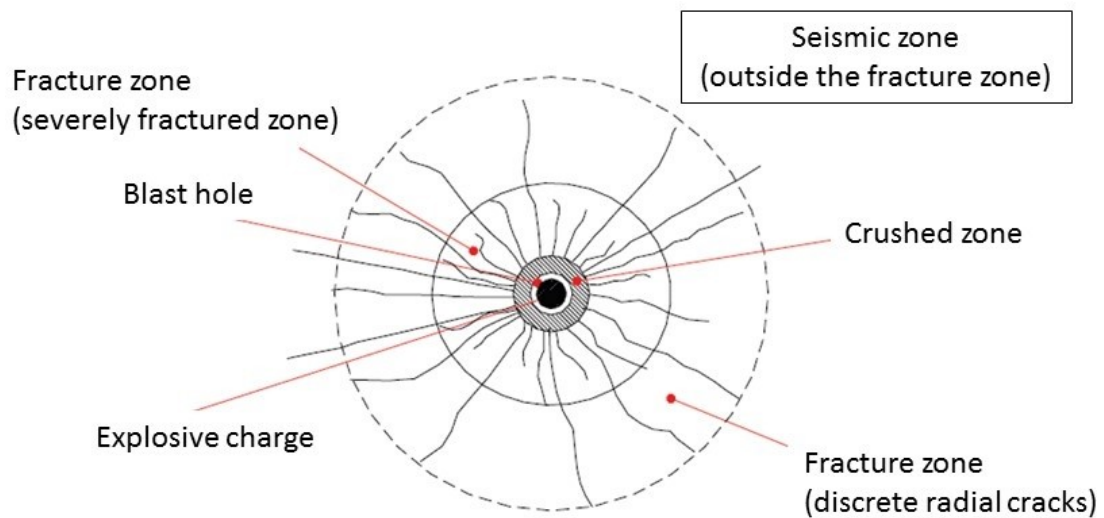 Seismic zone
(outside the fracture zone)
Fracture zone
(severely fractured zone)
Blast hole
Crushed zone
Explosive charge
Fracture zone
(discrete radial cracks)